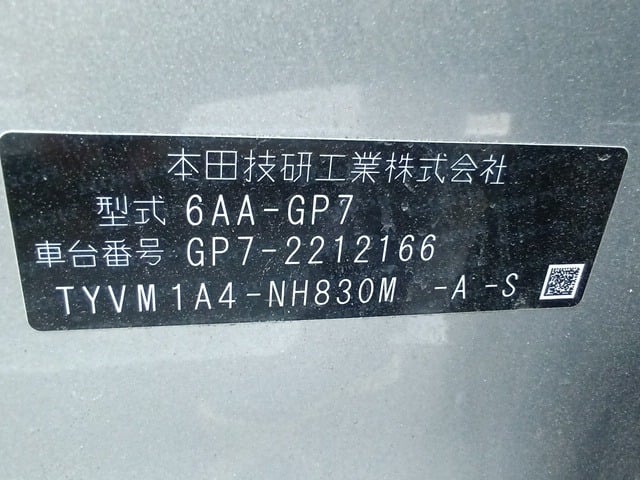 本田技研工業株式会社
型式 6AA-GP7
車台番号 GP7-2212166
TYVM1A4-NH830M -A -S